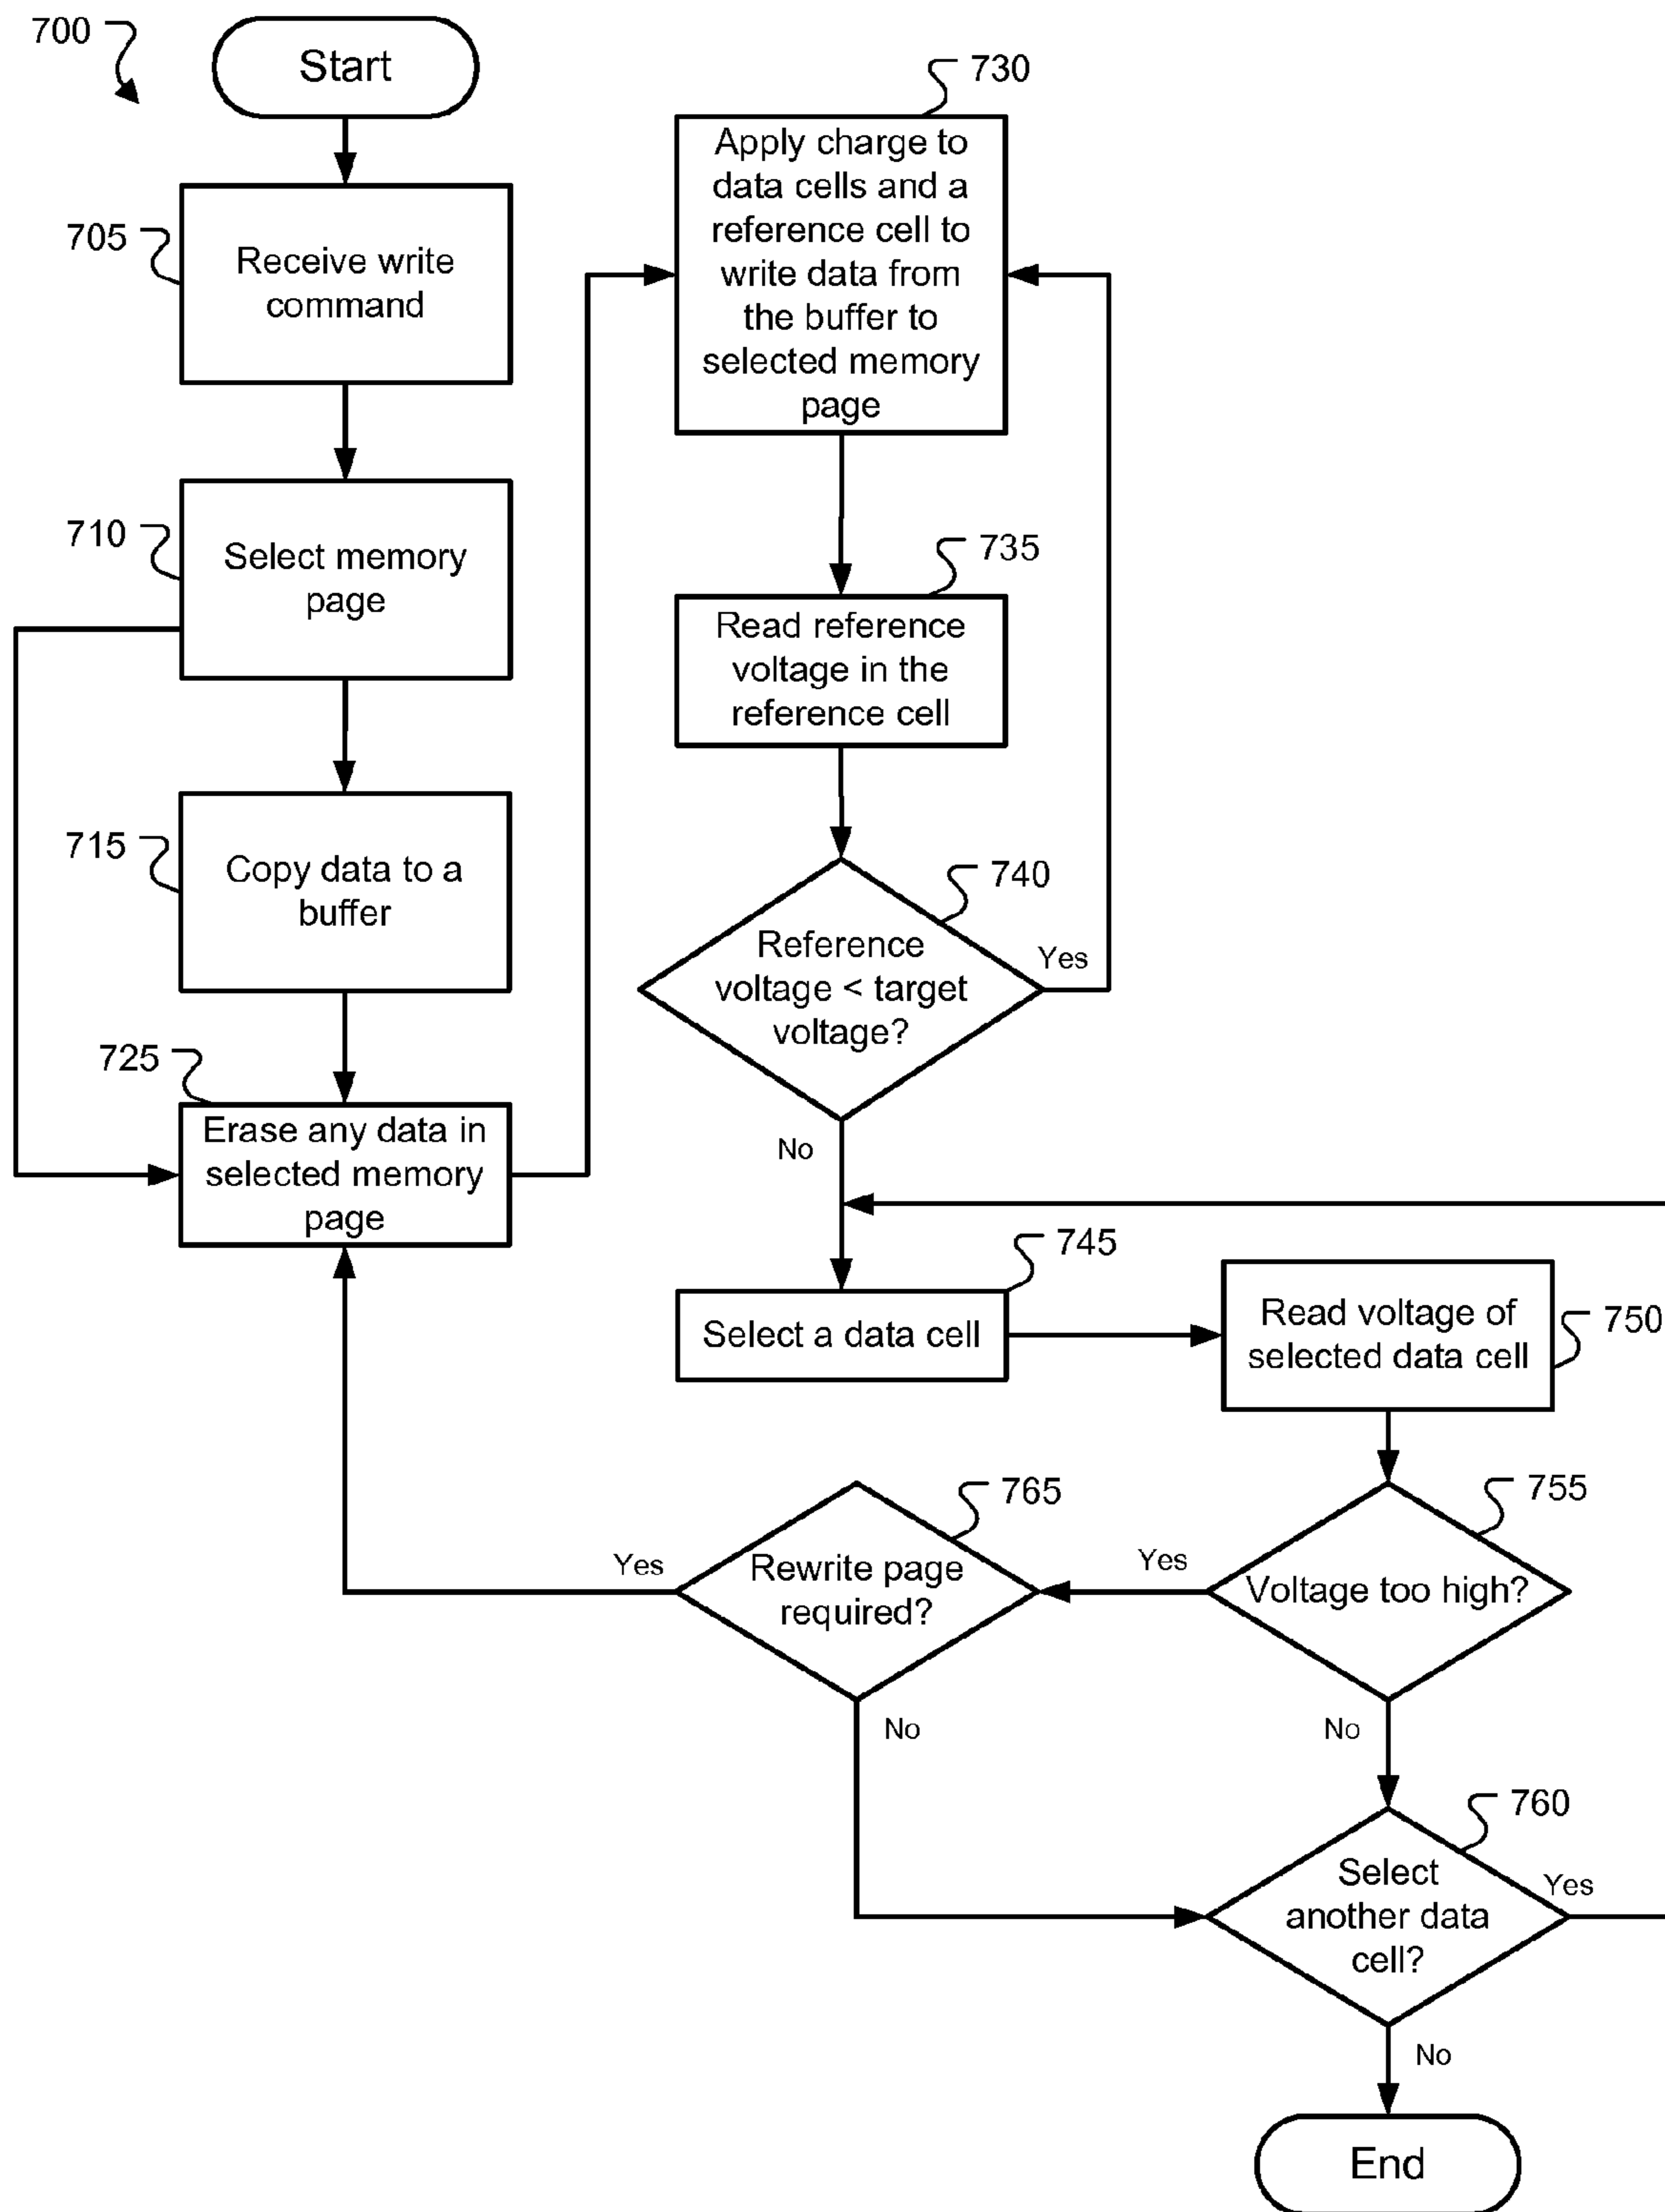 700
Start
705
Receive write
command
710
Select memory
page
715
Copy data to a
buffer
725
Erase any data in
selected memory
page
730
Apply charge to
data cells and a
reference cell to
write data from
the buffer to
selected memory
page
735
Read reference
voltage in the
reference cell
740
Reference
voltage < target
voltage?
Yes
No
745
Select a data cell
Read voltage of
selected data cell
750
755
Voltage too high?
Yes
No
765
Rewrite page
required?
Yes
No
760
Select
another data
cell?
Yes
No
End